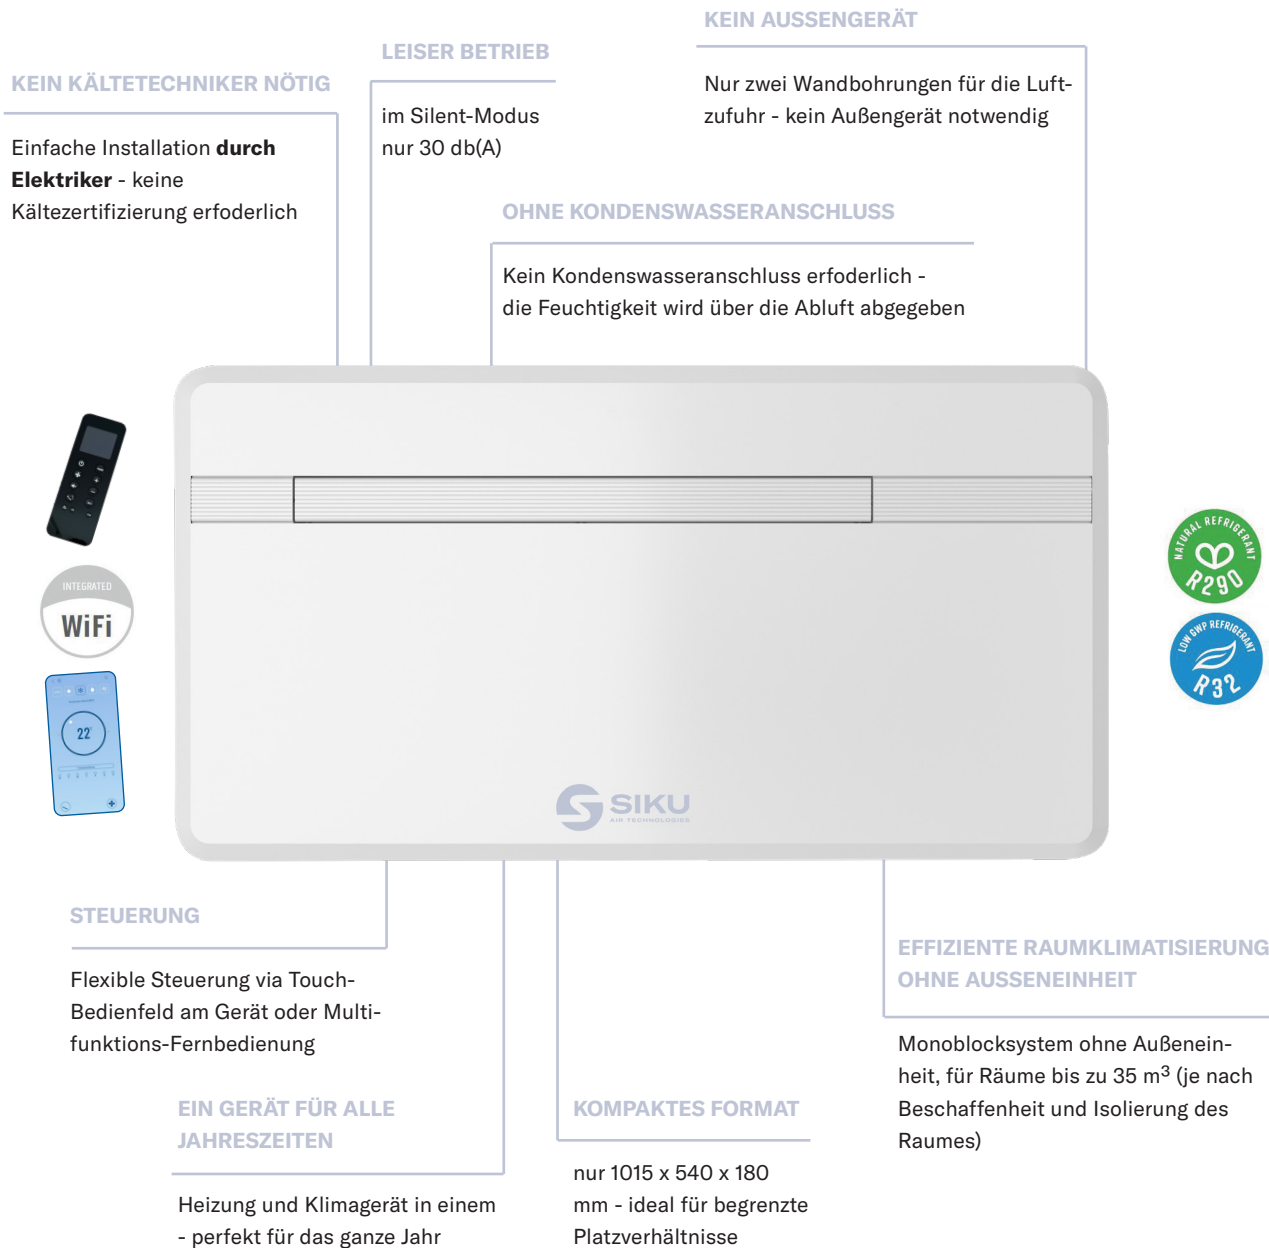 KEIN AUSSENGERÄT
Nur zwei Wandbohrungen für die Luft-
zufuhr - kein Außengerät notwendig
LEISER BETRIEB
im Silent-Modus
nur 30 db(A)
KEIN KÄLTETECHNIKER NÖTIG
Einfache Installation durch
Elektriker - keine
Kältezertifizierung erfoderlich
OHNE KONDENSWASSERANSCHLUSS
Kein Kondenswasseranschluss erfoderlich -
die Feuchtigkeit wird über die Abluft abgegeben
INTEGRATED
WiFi
22°
NATURAL REFRIGERANT
R290
LOW GWP REFRIGERANT
R32
SIKU
AIR TECHNOLOGIES
STEUERUNG
Flexible Steuerung via Touch-
Bedienfeld am Gerät oder Multi-
funktions-Fernbedienung
EFFIZIENTE RAUMKLIMATISIERUNG
OHNE AUSSENEINHEIT
Monoblocksystem ohne Außenein-
heit, für Räume bis zu 35 m³ (je nach
Beschaffenheit und Isolierung des
Raumes)
EIN GERÄT FÜR ALLE
JAHRESZEITEN
Heizung und Klimagerät in einem
- perfekt für das ganze Jahr
KOMPAKTES FORMAT
nur 1015 x 540 x 180
mm - ideal für begrenzte
Platzverhältnisse